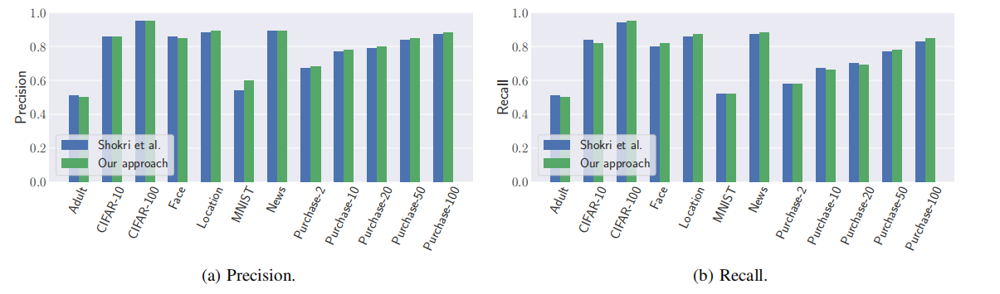 1.0
0.8
0.6
0.4
0.2
0.0
Precision
Shokri et al.
Our approach
Adult
CIFAR-10
CIFAR-100
Face
Location
MNIST
News
Purchase-2
Purchase-10
Purchase-20
Purchase-50
Purchase-100
(a) Precision.
1.0
0.8
0.6
0.4
0.2
0.0
Recall
Shokri et al.
Our approach
Adult
CIFAR-10
CIFAR-100
Face
Location
MNIST
News
Purchase-2
Purchase-10
Purchase-20
Purchase-50
Purchase-100
(b) Recall.